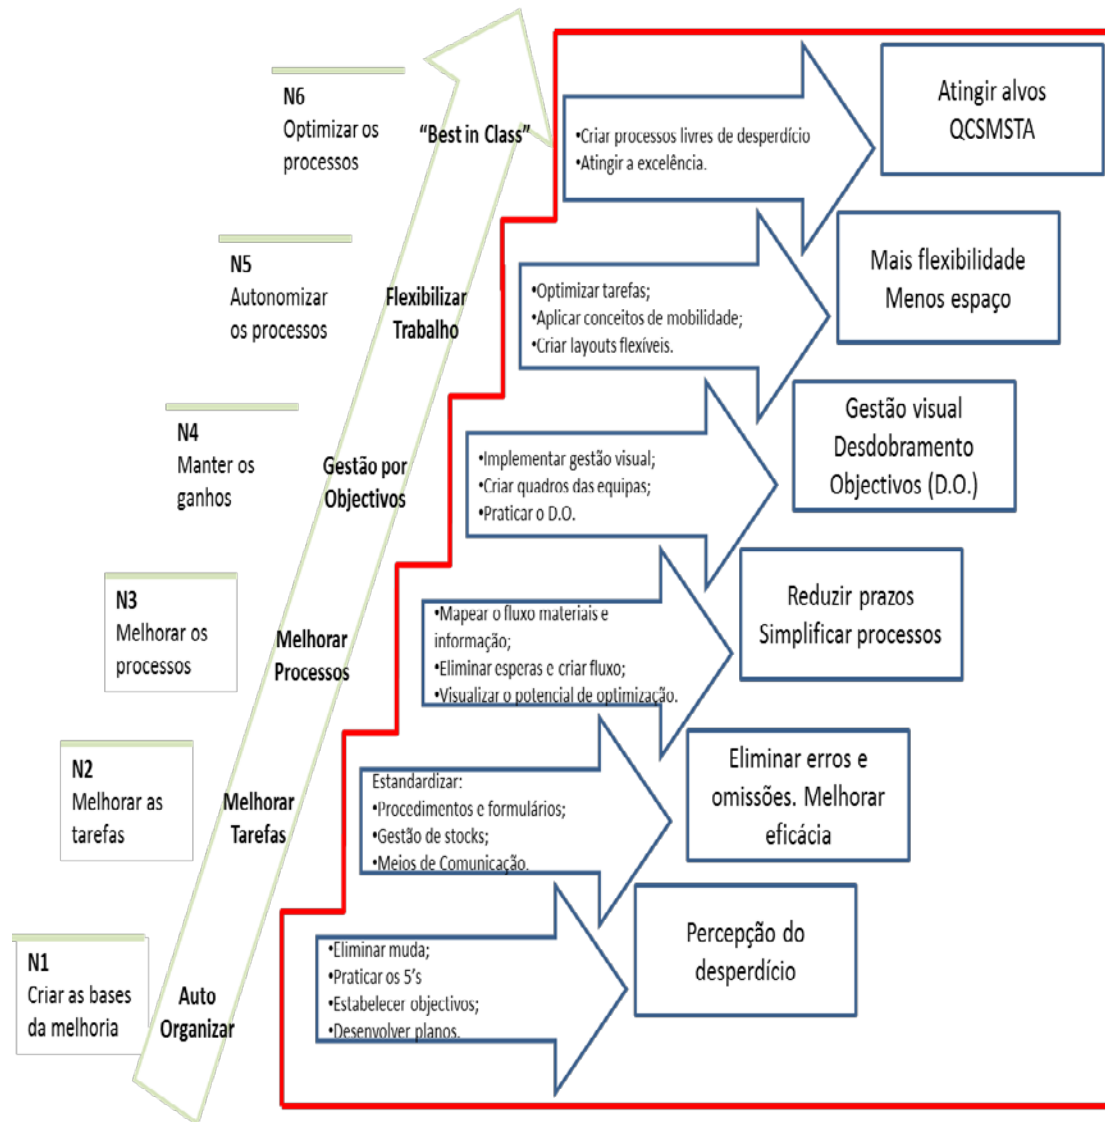 N6
Optimizar os
processos
“Best in Class”
•Criar processos livres de desperdício
•Atingir a excelência.
Atingir alvos
QCSMSTA
N5
Autonomizar
os processos
Flexibilizar
Trabalho
•Optimizar tarefas;
•Aplicar conceitos de mobilidade;
•Criar layouts flexíveis.
Mais flexibilidade
Menos espaço
N4
Manter os
ganhos
Gestão por
Objectivos
•Implementar gestão visual;
•Criar quadros das equipas;
•Praticar o D.O.
Gestão visual
Desdobramento
Objectivos (D.O.)
N3
Melhorar os
processos
Melhorar
Processos
•Mapear o fluxo materiais e
informação;
•Eliminar esperas e criar fluxo;
•Visualizar o potencial de optimização.
Reduzir prazos
Simplificar processos
N2
Melhorar as
tarefas
Melhorar
Tarefas
Estandardizar:
•Procedimentos e formulários;
•Gestão de stocks;
•Meios de Comunicação.
Eliminar erros e
omissões. Melhorar
eficácia
N1
Criar as bases
da melhoria
Auto
Organizar
•Eliminar muda;
•Praticar os 5's
•Estabelecer objectivos;
•Desenvolver planos.
Percepção do
desperdício